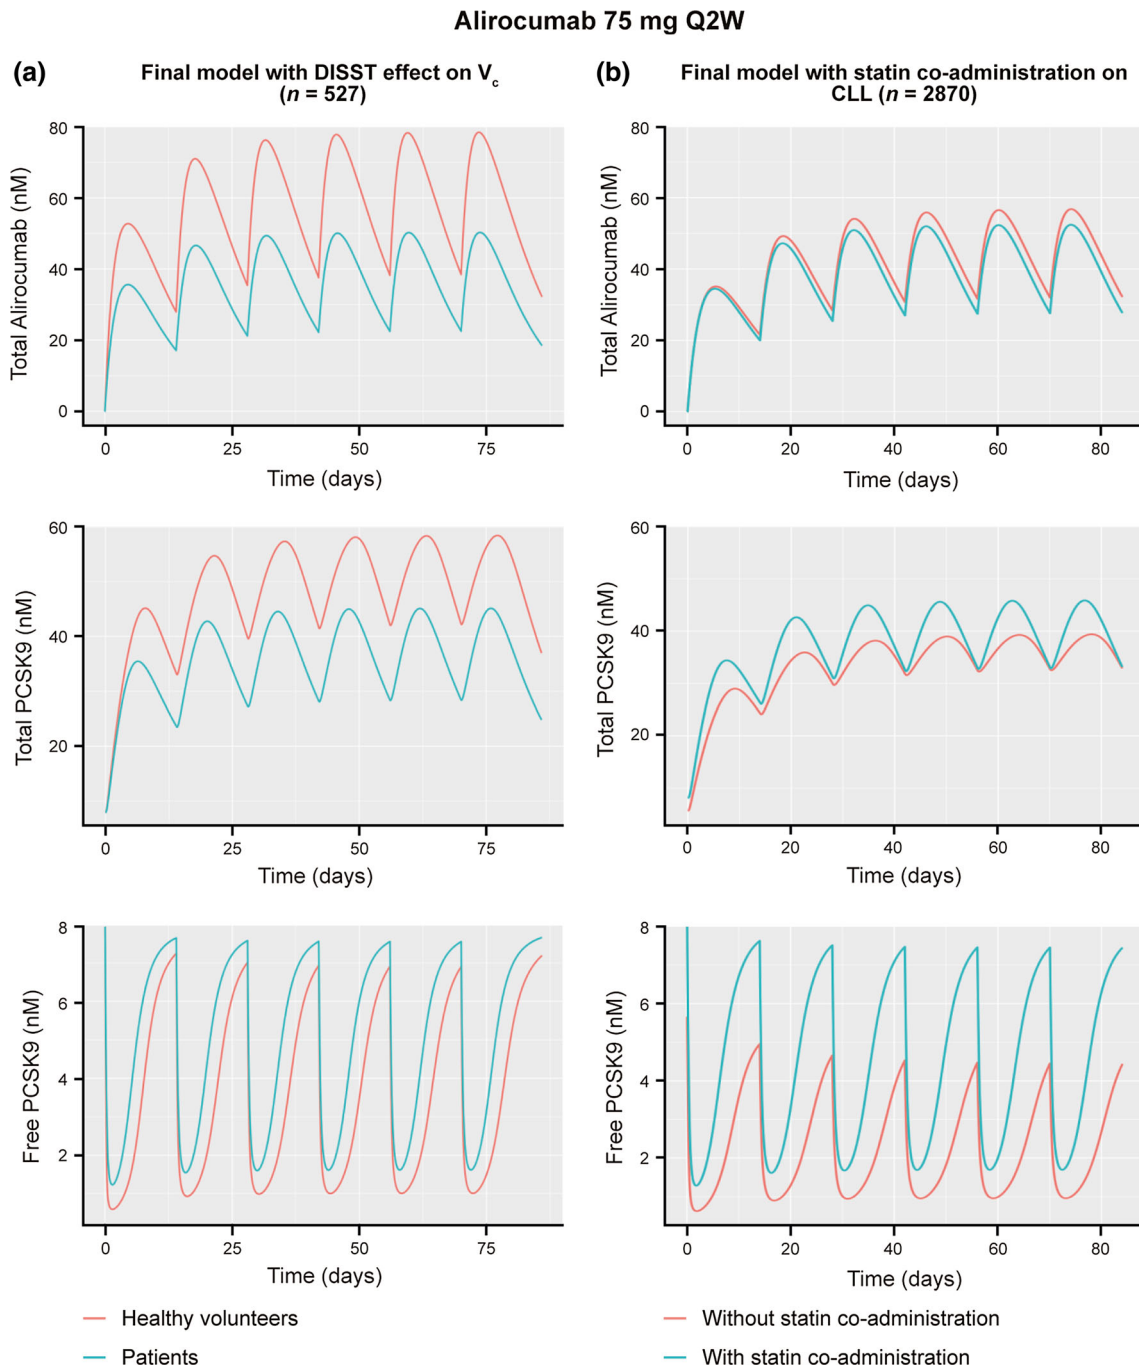 Alirocumab 75 mg Q2W
(a)
Final model with DISST effect on Vc
(n = 527)
80
60
40
20
0
Total Alirocumab (nM)
0 25 50 75
Time (days)
60
40
20
Total PCSK9 (nM)
0 25 50 75
Time (days)
8
6
4
2
Free PCSK9 (nM)
0 25 50 75
Time (days)
Healthy volunteers
Patients
(b)
Final model with statin co-administration on
CLL (n = 2870)
80
60
40
20
0
Total Alirocumab (nM)
0 20 40 60 80
Time (days)
60
40
20
Total PCSK9 (nM)
0 20 40 60 80
Time (days)
8
6
4
2
Free PCSK9 (nM)
0 20 40 60 80
Time (days)
Without statin co-administration
With statin co-administration